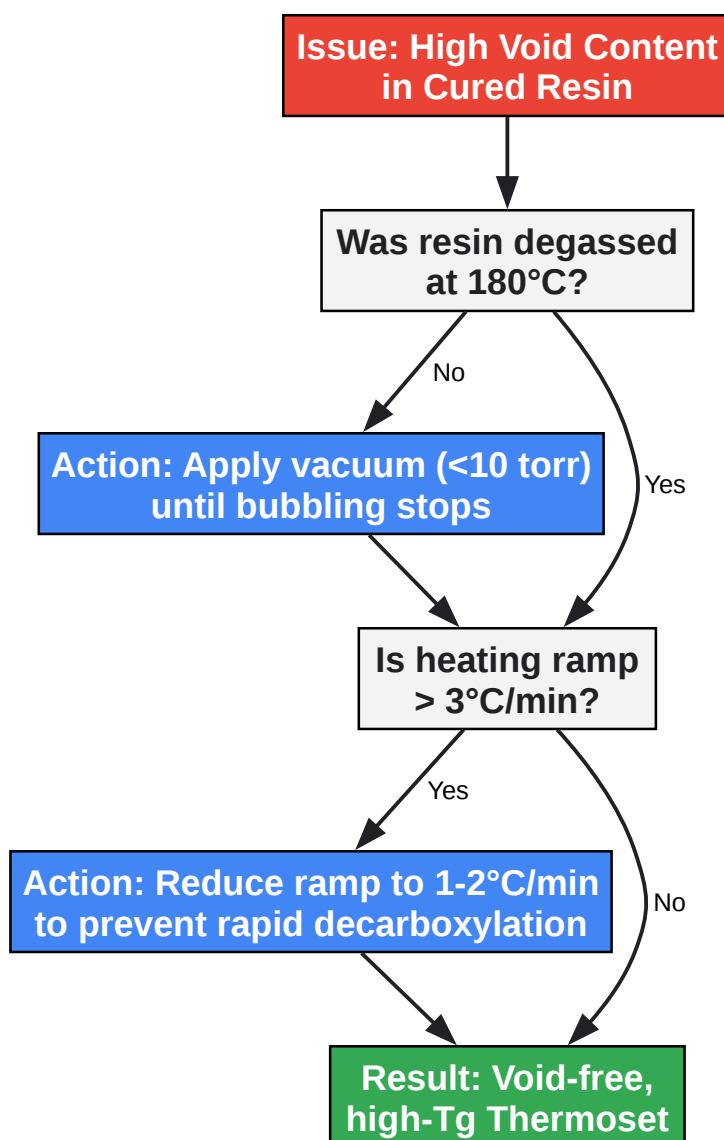 Issue: High Void Content
in Cured Resin
Was resin degassed
at 180°C?
No
Action: Apply vacuum (<10 torr)
until bubbling stops
Yes
Is heating ramp
> 3°C/min?
Yes
Action: Reduce ramp to 1-2°C/min
to prevent rapid decarboxylation
No
Result: Void-free,
high-Tg Thermoset